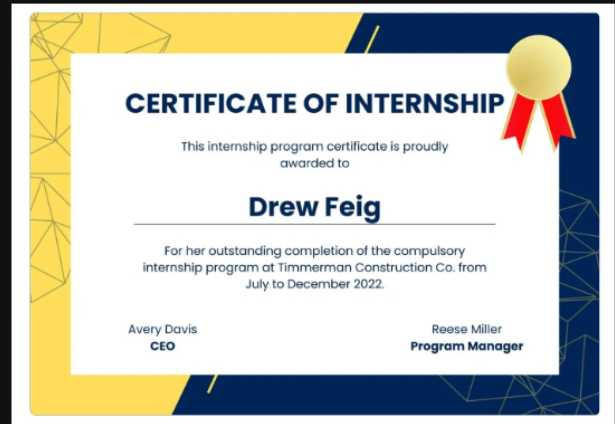 CERTIFICATE OF INTERNSHIP
This internship program certificate is proudly
awarded to
Drew Feig
For her outstanding completion of the compulsory
internship program at Timmerman Construction Co. from
July to December 2022.
Avery Davis
CEO
Reese Miller
Program Manager